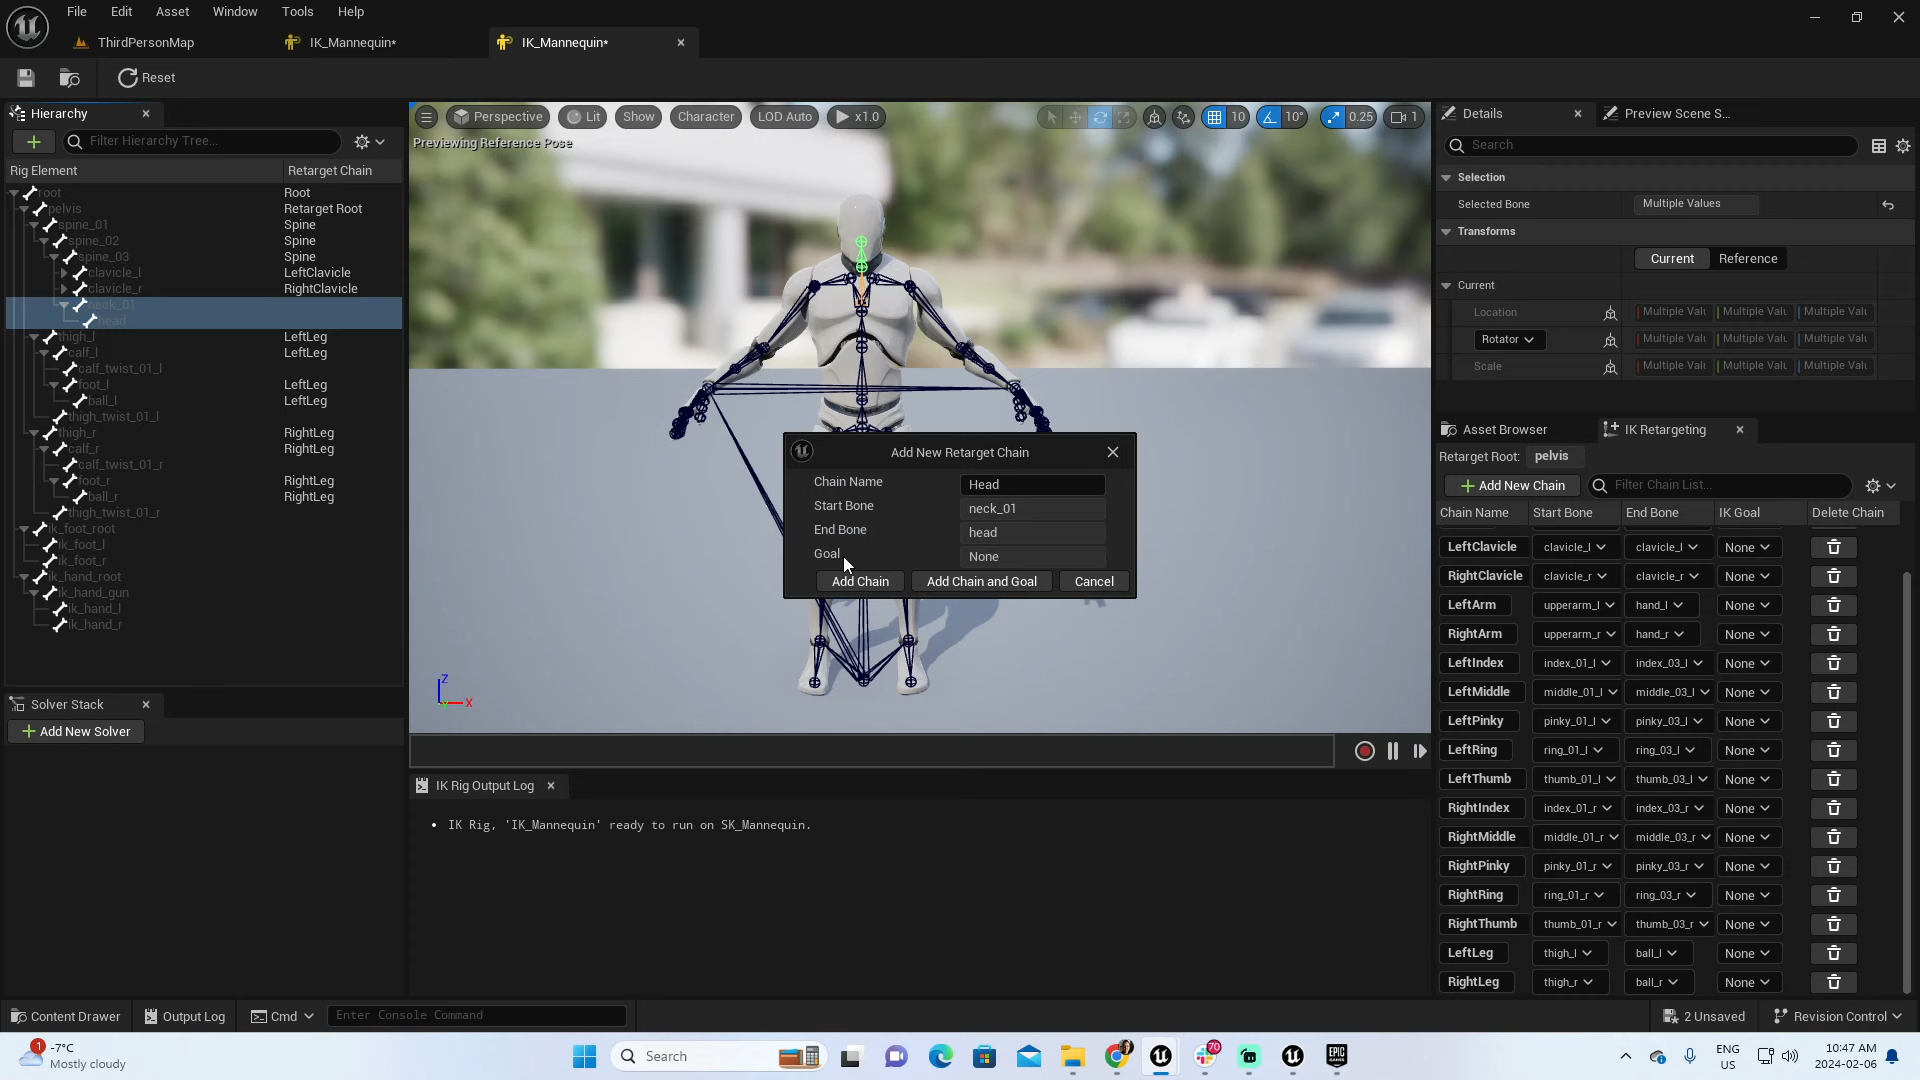 File Edit Asset Window Tools Help
ThirdPersonMap IK_Mannequin* IK_Mannequin*
Reset
Hierarchy
Filter Hierarchy Tree...
Rig Element Retarget Chain
root Root
pelvis Retarget Root
spine_01 Spine
spine_02 Spine
spine_03 Spine
clavicle_l LeftClavicle
clavicle_r RightClavicle
neck_01
head
thigh_l LeftLeg
calf_l LeftLeg
calf_twist_01_l
foot_l LeftLeg
ball_l LeftLeg
thigh_twist_01_l
thigh_r RightLeg
calf_r RightLeg
calf_twist_01_r
foot_r RightLeg
ball_r RightLeg
thigh_twist_01_r
ik_foot_root
ik_foot_l
ik_foot_r
ik_hand_root
ik_hand_gun
ik_hand_l
ik_hand_r
Solver Stack
Add New Solver
Perspective Lit Show Character LOD Auto x1.0 10 10° 0.25 1
Previewing Reference Pose
Z
X
Add New Retarget Chain
Chain Name Head
Start Bone neck_01
End Bone head
Goal None
Add Chain Add Chain and Goal Cancel
IK Rig Output Log
• IK Rig, 'IK_Mannequin' ready to run on SK_Mannequin.
Details Preview Scene S...
Search
Selection
Selected Bone Multiple Values
Transforms
Current Reference
Current
Location Multiple Valu Multiple Valu Multiple Valu
Rotator Multiple Valu Multiple Valu Multiple Valu
Scale Multiple Valu Multiple Valu Multiple Valu
Asset Browser IK Retargeting
Retarget Root: pelvis
Add New Chain Filter Chain List...
Chain Name Start Bone End Bone IK Goal Delete Chain
LeftClavicle clavicle_l clavicle_l None
RightClavicle clavicle_r clavicle_r None
LeftArm upperarm_l hand_l None
RightArm upperarm_r hand_r None
LeftIndex index_01_l index_03_l None
LeftMiddle middle_01_l middle_03_l None
LeftPinky pinky_01_l pinky_03_l None
LeftRing ring_01_l ring_03_l None
LeftThumb thumb_01_l thumb_03_l None
RightIndex index_01_r index_03_r None
RightMiddle middle_01_r middle_03_r None
RightPinky pinky_01_r pinky_03_r None
RightRing ring_01_r ring_03_r None
RightThumb thumb_01_r thumb_03_r None
LeftLeg thigh_l ball_l None
RightLeg thigh_r ball_r None
Content Drawer Output Log Cmd Enter Console Command 2 Unsaved Revision Control
1 -7°C
Mostly cloudy
Search
70
ENG
US
10:47 AM
2024-02-06